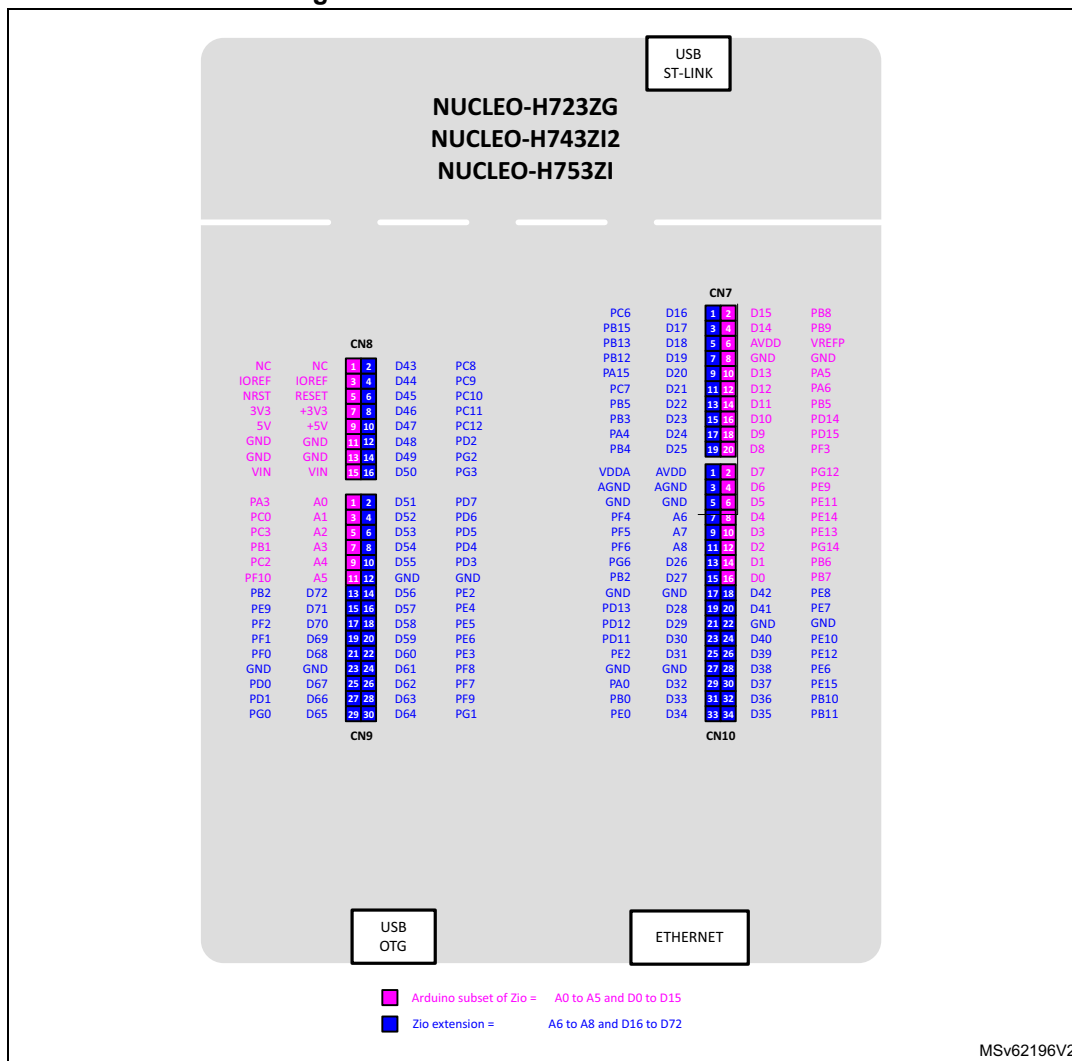 USB
ST-LINK
NUCLEO-H723ZG
NUCLEO-H743ZI2
NUCLEO-H753ZI
CN8
NC NC 1 2 D43 PC8
IOREF IOREF 3 4 D44 PC9
NRST RESET 5 6 D45 PC10
3V3 +3V3 7 8 D46 PC11
5V +5V 9 10 D47 PC12
GND GND 11 12 D48 PD2
GND GND 13 14 D49 PG2
VIN VIN 15 16 D50 PG3
PA3 A0 1 2 D51 PD7
PC0 A1 3 4 D52 PD6
PC3 A2 5 6 D53 PD5
PB1 A3 7 8 D54 PD4
PC2 A4 9 10 D55 PD3
PF10 A5 11 12 GND GND
PB2 D72 13 14 D56 PE2
PE9 D71 15 16 D57 PE4
PF2 D70 17 18 D58 PE5
PF1 D69 19 20 D59 PE6
PF0 D68 21 22 D60 PE3
GND GND 23 24 D61 PF8
PD0 D67 25 26 D62 PF7
PD1 D66 27 28 D63 PF9
PG0 D65 29 30 D64 PG1
CN9
CN7
PC6 D16 1 2 D15 PB8
PB15 D17 3 4 D14 PB9
PB13 D18 5 6 AVDD VREFP
PB12 D19 7 8 GND GND
PA15 D20 9 10 D13 PA5
PC7 D21 11 12 D12 PA6
PB5 D22 13 14 D11 PB5
PB3 D23 15 16 D10 PD14
PA4 D24 17 18 D9 PD15
PB4 D25 19 20 D8 PF3
VDDA AVDD 1 2 D7 PG12
AGND AGND 3 4 D6 PE9
GND GND 5 6 D5 PE11
PF4 A6 7 8 D4 PE14
PF5 A7 9 10 D3 PE13
PF6 A8 11 12 D2 PG14
PG6 D26 13 14 D1 PB6
PB2 D27 15 16 D0 PB7
GND GND 17 18 D42 PE8
PD13 D28 19 20 D41 PE7
PD12 D29 21 22 GND GND
PD11 D30 23 24 D40 PE10
PE2 D31 25 26 D39 PE12
GND GND 27 28 D38 PE6
PA0 D32 29 30 D37 PE15
PB0 D33 31 32 D36 PB10
PE0 D34 33 34 D35 PB11
CN10
USB
OTG
ETHERNET
Arduino subset of Zio = A0 to A5 and D0 to D15
Zio extension = A6 to A8 and D16 to D72
MSv62196V2